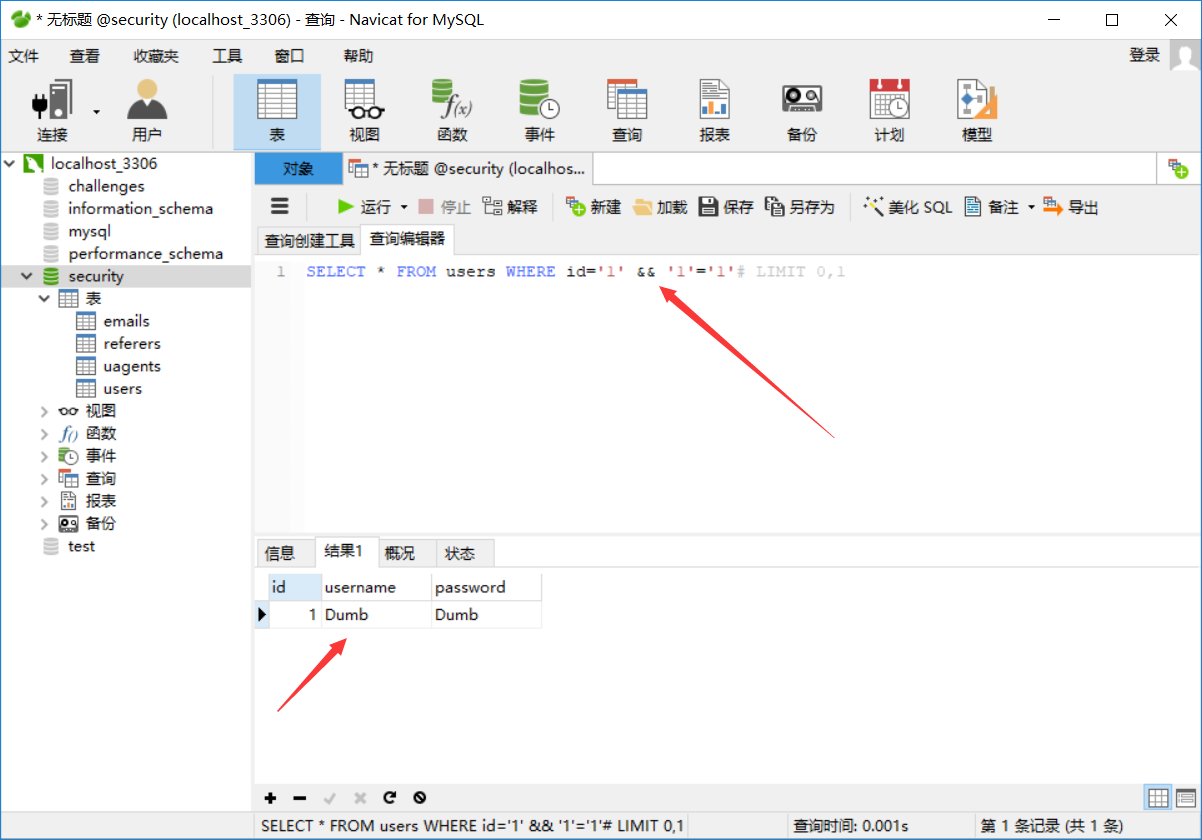 * 无标题 @security (localhost_3306) - 查询 - Navicat for MySQL
文件 查看 收藏夹 工具 窗口 帮助 登录
连接 用户 表 视图 函数 事件 查询 报表 备份 计划 模型
localhost_3306
challenges
information_schema
mysql
performance_schema
security
表
emails
referers
uagents
users
视图
函数
事件
查询
报表
备份
test
对象 * 无标题 @security (localhos...
运行 停止 解释 新建 加载 保存 另存为 美化 SQL 备注 导出
查询创建工具 查询编辑器
1 SELECT * FROM users WHERE id='1' && '1'='1'# LIMIT 0,1
信息 结果1 概况 状态
id username password
1 Dumb Dumb
SELECT * FROM users WHERE id='1' && '1'='1'# LIMIT 0,1 查询时间: 0.001s 第 1 条记录 (共 1 条)